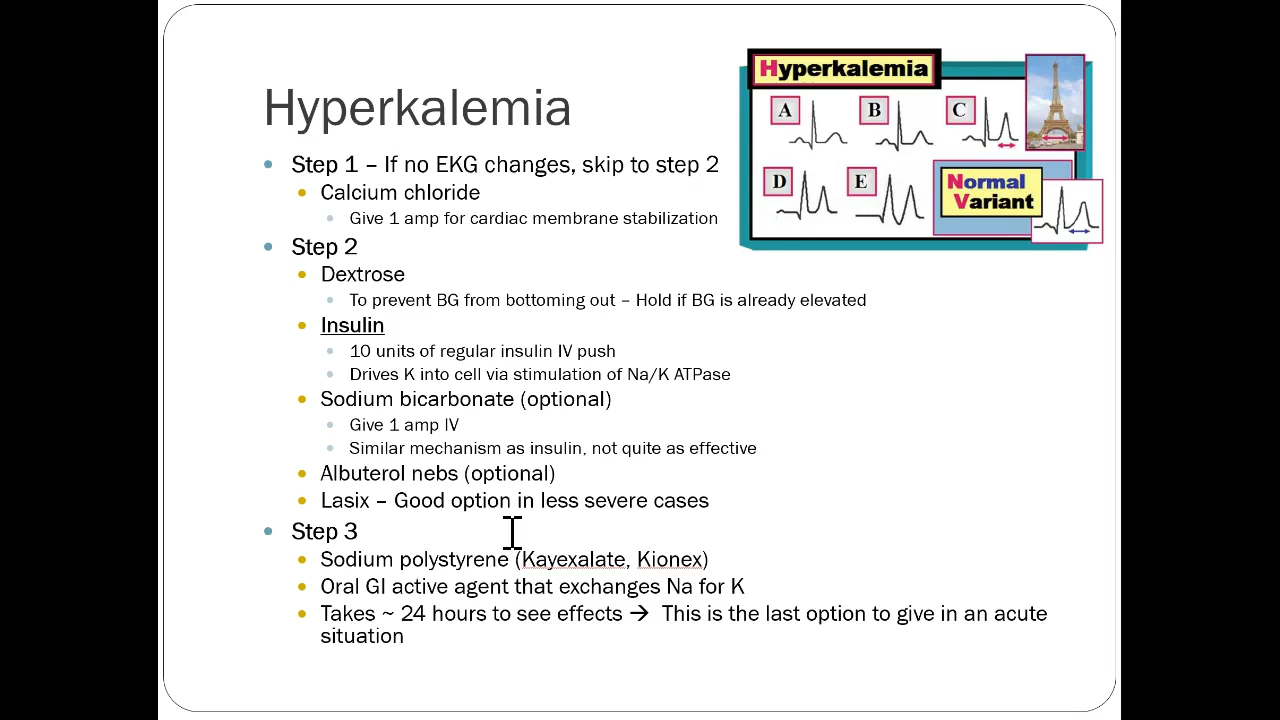 Hyperkalemia
Step 1 – If no EKG changes, skip to step 2
Calcium chloride
Give 1 amp for cardiac membrane stabilization
Step 2
Dextrose
To prevent BG from bottoming out – Hold if BG is already elevated
Insulin
10 units of regular insulin IV push
Drives K into cell via stimulation of Na/K ATPase
Sodium bicarbonate (optional)
Give 1 amp IV
Similar mechanism as insulin, not quite as effective
Albuterol nebs (optional)
Lasix – Good option in less severe cases
Step 3
Sodium polystyrene (Kayexalate, Kionex)
Oral GI active agent that exchanges Na for K
Takes ~ 24 hours to see effects → This is the last option to give in an acute
situation
Hyperkalemia
A B C
D E
Normal
Variant